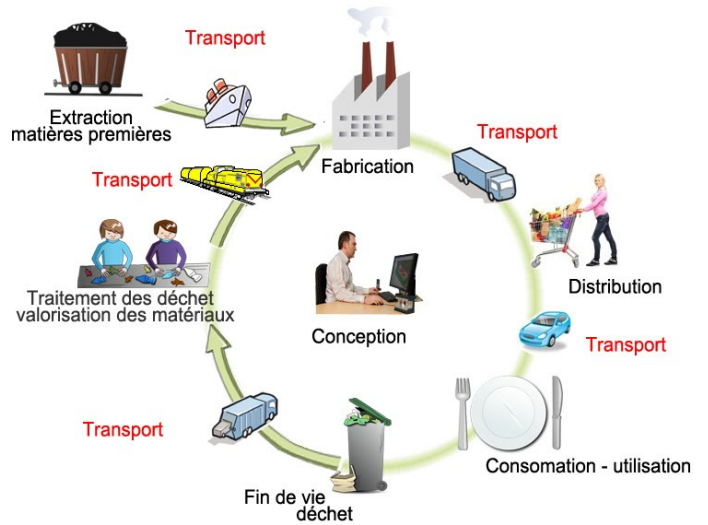 Transport
Extraction
matières premières
Fabrication
Transport
Transport
Distribution
Traitement des déchet
valorisation des matériaux
Conception
Transport
Transport
Consomation - utilisation
Fin de vie
déchet